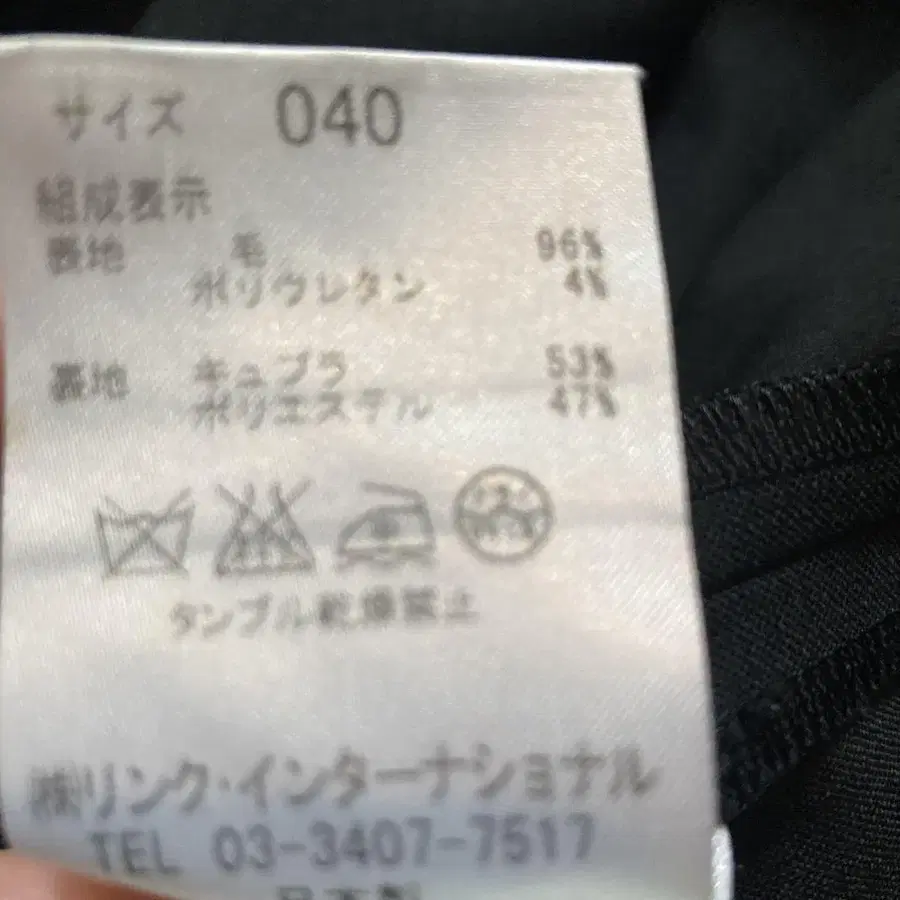 サイズ 040
組成表示
表地 毛 96%
ポリウレタン 4%
裏地 キュプラ 53%
ポリエステル 47%
タンブル乾燥禁止
㈱リンク・インターナショナル
TEL 03-3407-7517
日本製